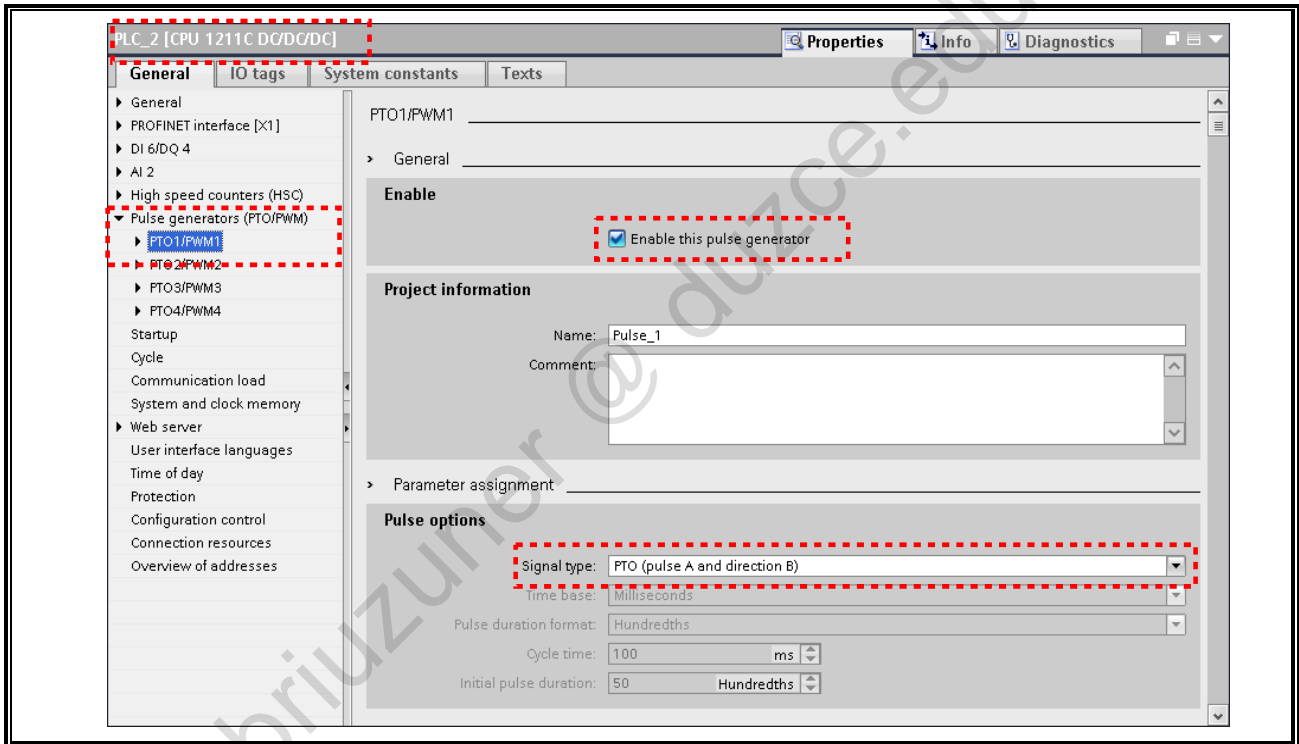 PLC_2 [CPU 1211C DC/DC/DC]
Properties
Info
Diagnostics
General
IO tags
System constants
Texts
General
PROFINET interface [X1]
DI 6/DQ 4
AI 2
High speed counters (HSC)
Pulse generators (PTO/PWM)
PTO1/PWM1
PTO2/PWM2
PTO3/PWM3
PTO4/PWM4
Startup
Cycle
Communication load
System and clock memory
Web server
User interface languages
Time of day
Protection
Configuration control
Connection resources
Overview of addresses
PTO1/PWM1
General
Enable
Enable this pulse generator
Project information
Name: Pulse_1
Comment:
Parameter assignment
Pulse options
Signal type: PTO (pulse A and direction B)
Time base: Milliseconds
Pulse duration format: Hundredths
Cycle time: 100 ms
Initial pulse duration: 50 Hundredths
briuzuner @ duzce.edu